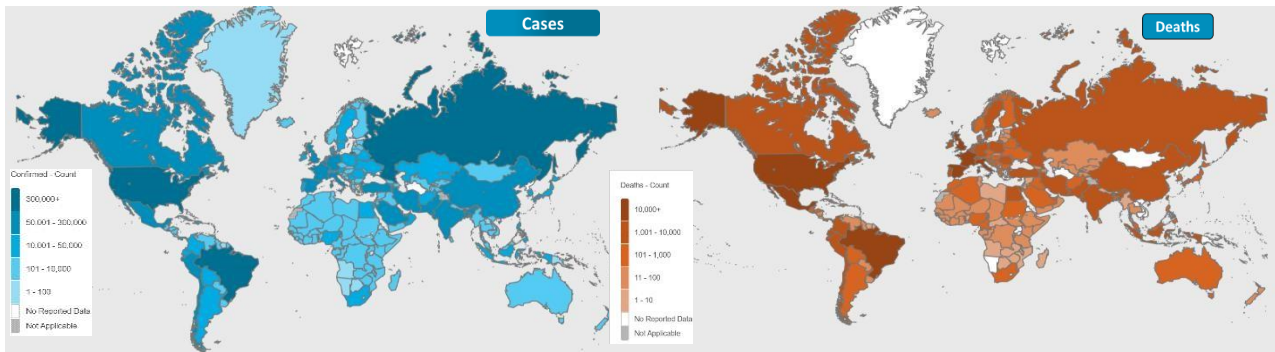 Cases
Deaths
Confirmed - Count
300,000+
50,001 - 300,000
10,001 - 50,000
101 - 10,000
1 - 100
No Reported Data
Not Applicable
Deaths - Count
10,000+
1,001 - 10,000
101 - 1,000
11 - 100
1 - 10
No Reported Data
Not Applicable